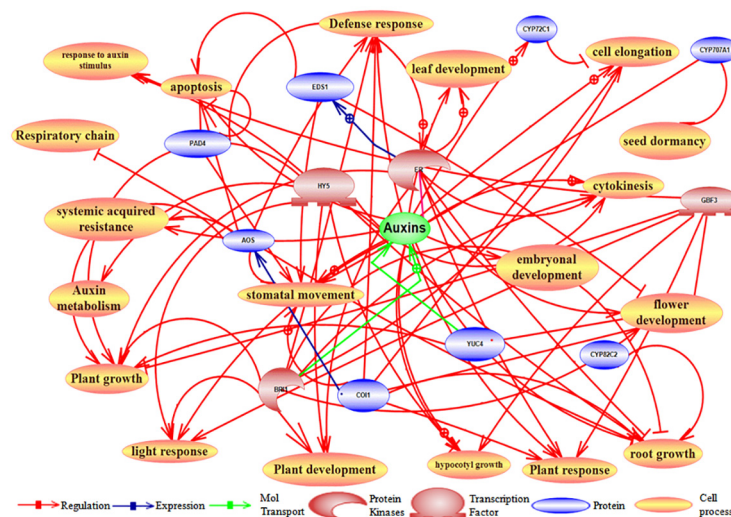 Defense response
CYP72C1
cell elongation
CYP707A1
response to auxin
stimulus
leaf development
apoptosis
EDS1
Respiratory chain
PAD4
seed dormancy
ER
HY5
cytokinesis
GBF3
systemic acquired
resistance
Auxins
AOS
embryonal
development
Auxin
metabolism
stomatal movement
flower
development
YUC4
CYP82C2
Plant growth
BRI1
COI1
light response
Plant development
hypocotyl growth
Plant response
root growth
Regulation
Expression
Mol
Transport
Protein
Kinases
Transcription
Factor
Protein
Cell
process